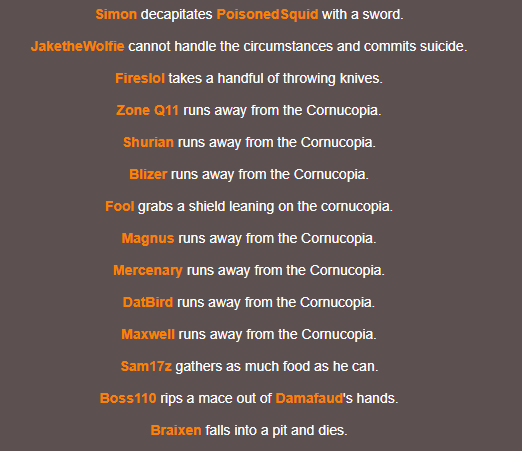 Simon decapitates PoisonedSquid with a sword.
JaketheWolfie cannot handle the circumstances and commits suicide.
Fireslol takes a handful of throwing knives.
Zone Q11 runs away from the Cornucopia.
Shurian runs away from the Cornucopia.
Blizer runs away from the Cornucopia.
Fool grabs a shield leaning on the cornucopia.
Magnus runs away from the Cornucopia.
Mercenary runs away from the Cornucopia.
DatBird runs away from the Cornucopia.
Maxwell runs away from the Cornucopia.
Sam17z gathers as much food as he can.
Boss110 rips a mace out of Damafaud's hands.
Braixen falls into a pit and dies.